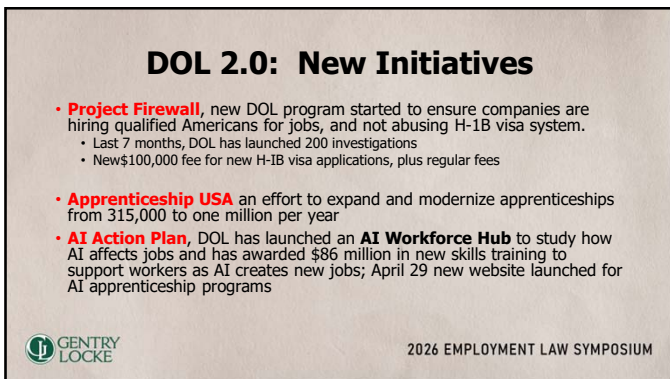 DOL 2.0: New Initiatives
• Project Firewall, new DOL program started to ensure companies are
hiring qualified Americans for jobs, and not abusing H-1B visa system.
• Last 7 months, DOL has launched 200 investigations
• New$100,000 fee for new H-IB visa applications, plus regular fees
• Apprenticeship USA an effort to expand and modernize apprenticeships
from 315,000 to one million per year
• AI Action Plan, DOL has launched an AI Workforce Hub to study how
AI affects jobs and has awarded $86 million in new skills training to
support workers as AI creates new jobs; April 29 new website launched for
AI apprenticeship programs
GENTRY
LOCKE
2026 EMPLOYMENT LAW SYMPOSIUM